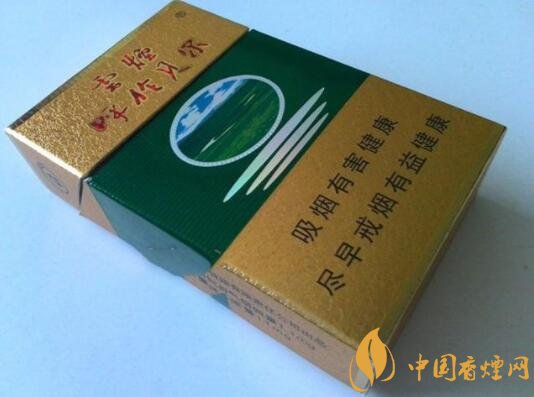 云烟
呼伦贝尔
吸烟有害健康
尽早戒烟有益健康
中国香烟网